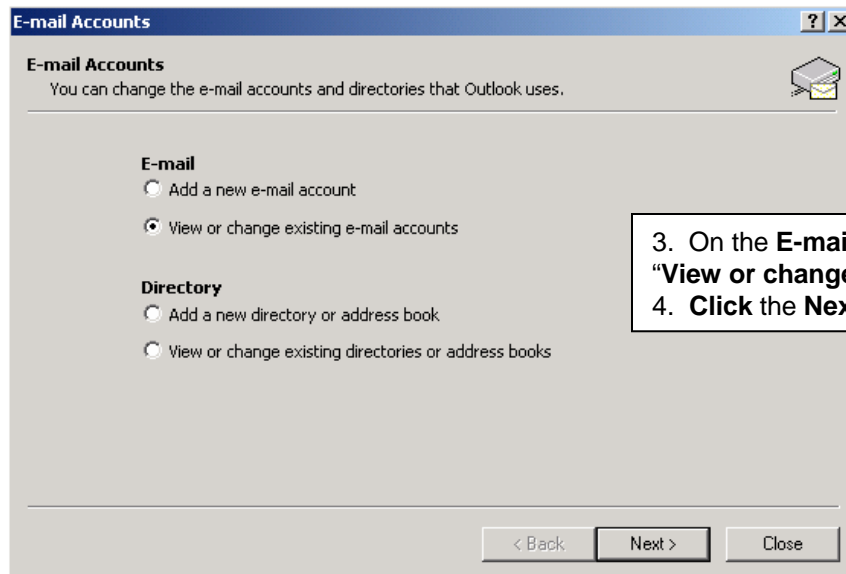 E-mail Accounts
E-mail Accounts
You can change the e-mail accounts and directories that Outlook uses.
E-mail
Add a new e-mail account
View or change existing e-mail accounts
3. On the E-mai
“View or change
4. Click the Nex
Directory
Add a new directory or address book
View or change existing directories or address books
< Back Next > Close